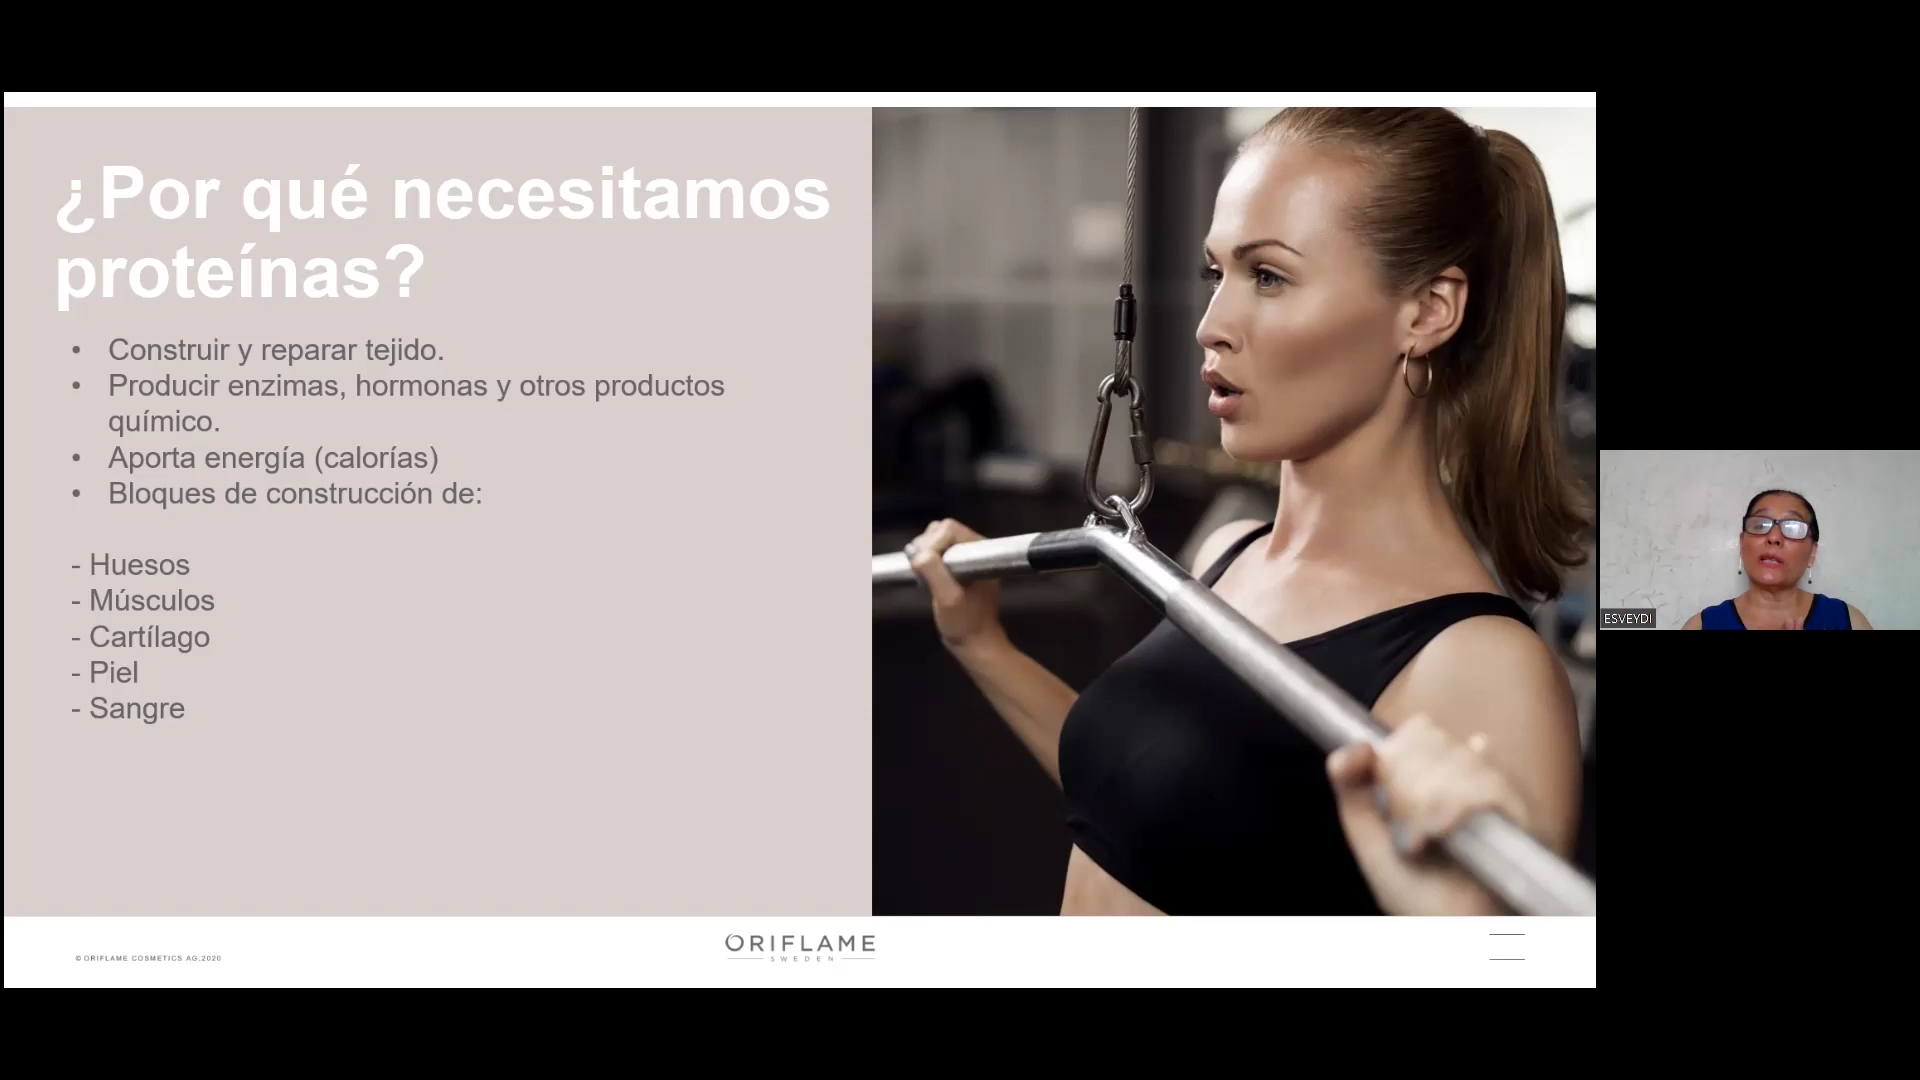 ¿Por qué necesitamos
proteínas?
• Construir y reparar tejido.
• Producir enzimas, hormonas y otros productos
químico.
• Aporta energía (calorías)
• Bloques de construcción de:
- Huesos
- Músculos
- Cartílago
- Piel
- Sangre
ESVEYDI
© ORIFLAME COSMETICS AG,2020
ORIFLAME
SWEDEN